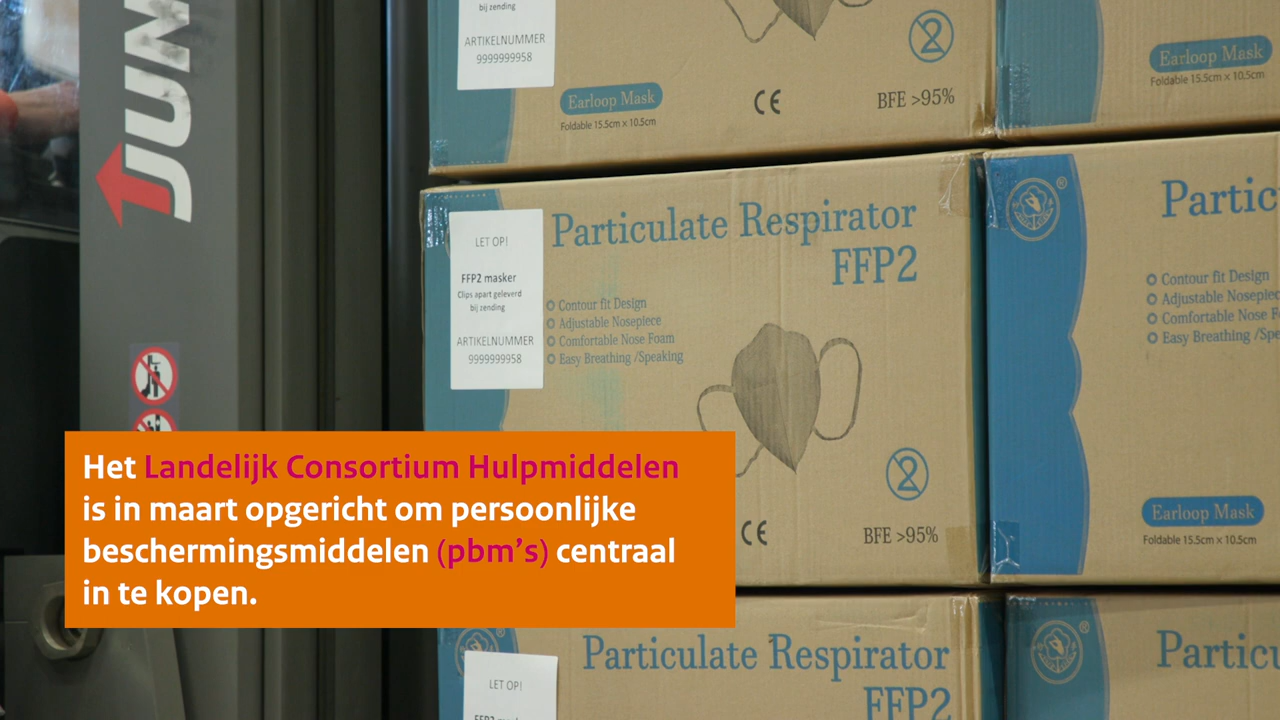 JUN
bij zending
ARTIKELNUMMER
9999999958
Earloop Mask
Foldable 15.5cm x 10.5cm
CE
2
BFE >95%
Earloop Mask
Foldable 15.5cm x 10.5cm
LET OP!
FFP2 masker
Clips apart geleverd
bij zending
ARTIKELNUMMER
9999999958
Particulate Respirator
FFP2
Contour fit Design
Adjustable Nosepiece
Comfortable Nose Foam
Easy Breathing /Speaking
2
CE
BFE >95%
®
Partic
Contour fit Design
Adjustable Nosepiec
Comfortable Nose F
Easy Breathing /Spe
Earloop Mask
Foldable 15.5cm x 10.5cm
Het Landelijk Consortium Hulpmiddelen
is in maart opgericht om persoonlijke
beschermingsmiddelen (pbm's) centraal
in te kopen.
®
LET OP!
Particulate Respirator
FFP2
®
Particu